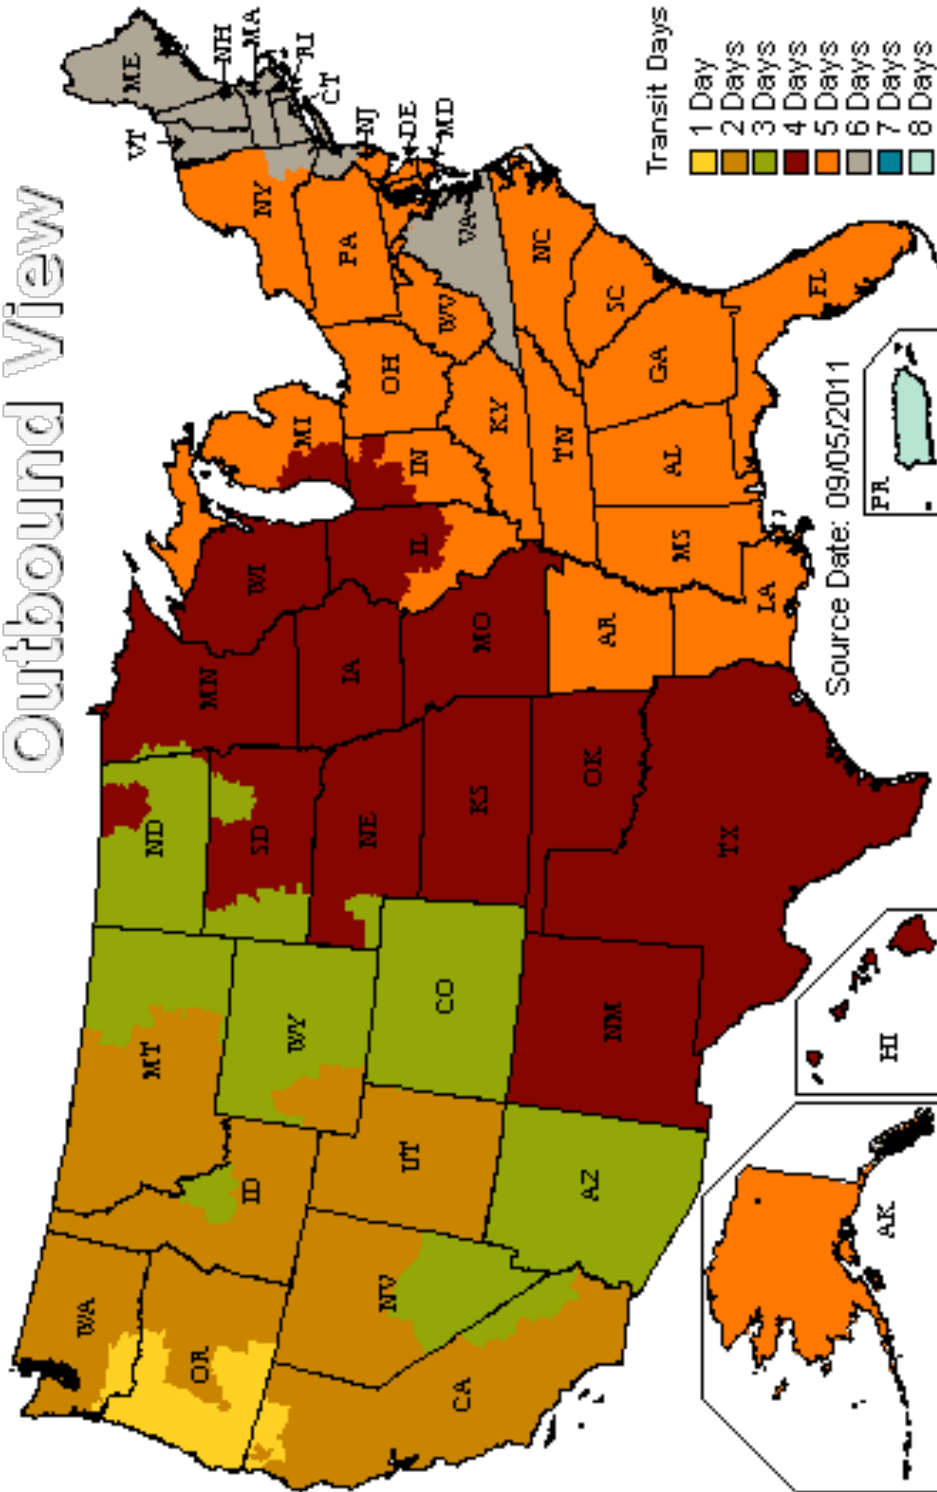 Outbound View
WA
OR
CA
NV
ID
MT
WY
UT
AZ
CO
NM
ND
SD
NE
KS
OK
TX
MN
IA
MO
AR
LA
WI
IL
MI
IN
OH
KY
TN
MS
AL
GA
FL
SC
NC
VA
WV
PA
NY
VT
ME
NH
MA
RI
CT
NJ
DE
MD
AK
HI
PR
Source Date: 09/05/2011
Transit Days
1 Day
2 Days
3 Days
4 Days
5 Days
6 Days
7 Days
8 Days